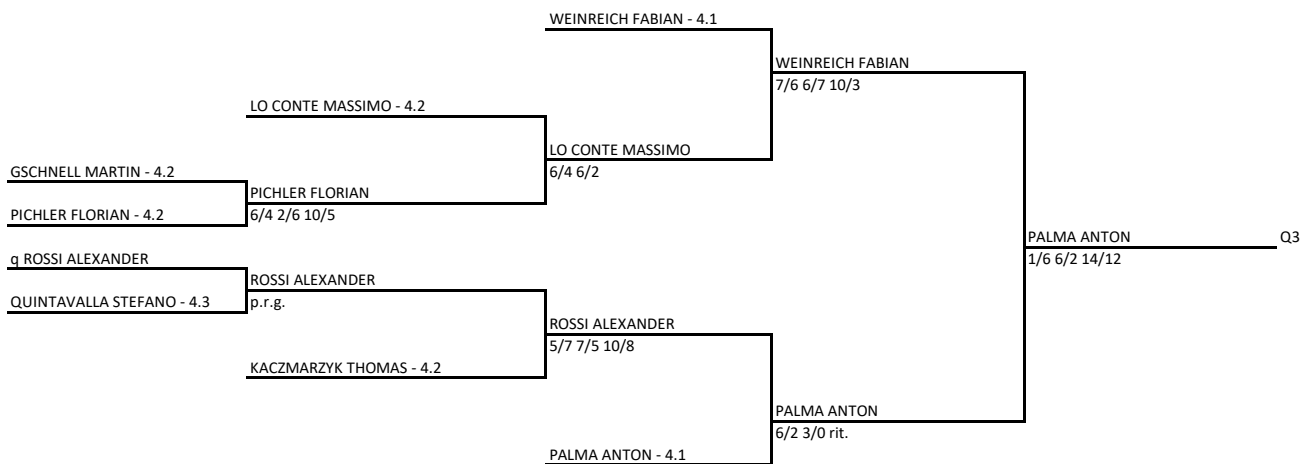 WEINREICH FABIAN - 4.1
WEINREICH FABIAN
7/6 6/7 10/3
LO CONTE MASSIMO - 4.2
LO CONTE MASSIMO
6/4 6/2
GSCHNELL MARTIN - 4.2
PICHLER FLORIAN
6/4 2/6 10/5
PICHLER FLORIAN - 4.2
PALMA ANTON
Q3
1/6 6/2 14/12
q ROSSI ALEXANDER
ROSSI ALEXANDER
p.r.g.
QUINTAVALLA STEFANO - 4.3
ROSSI ALEXANDER
5/7 7/5 10/8
KACZMARZYK THOMAS - 4.2
PALMA ANTON
6/2 3/0 rit.
PALMA ANTON - 4.1